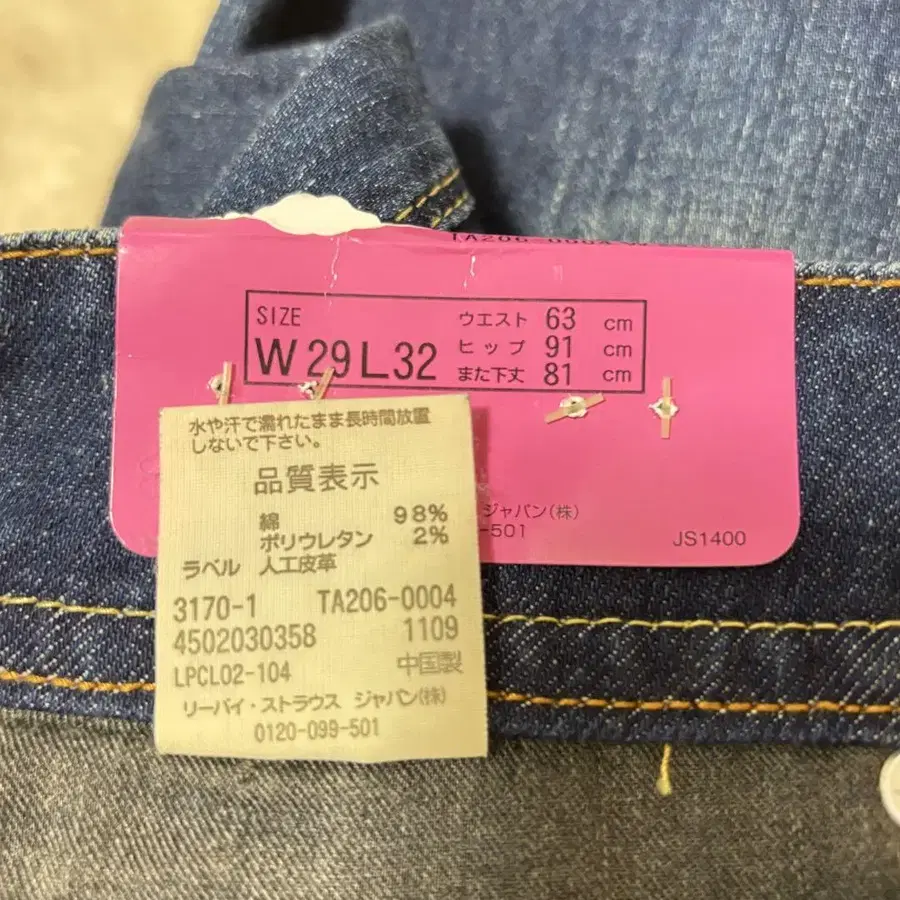 SIZE
W29 L32
ウエスト 63 cm
ヒップ 91 cm
また下丈 81 cm
ジャパン(株)
-501
JS1400
水や汗で濡れたまま長時間放置
しないで下さい。
品質表示
綿 98%
ポリウレタン 2%
ラベル 人工皮革
3170-1 TA206-0004
4502030358 1109
LPCL02-104 中国製
リーバイ・ストラウス ジャパン(株)
0120-099-501